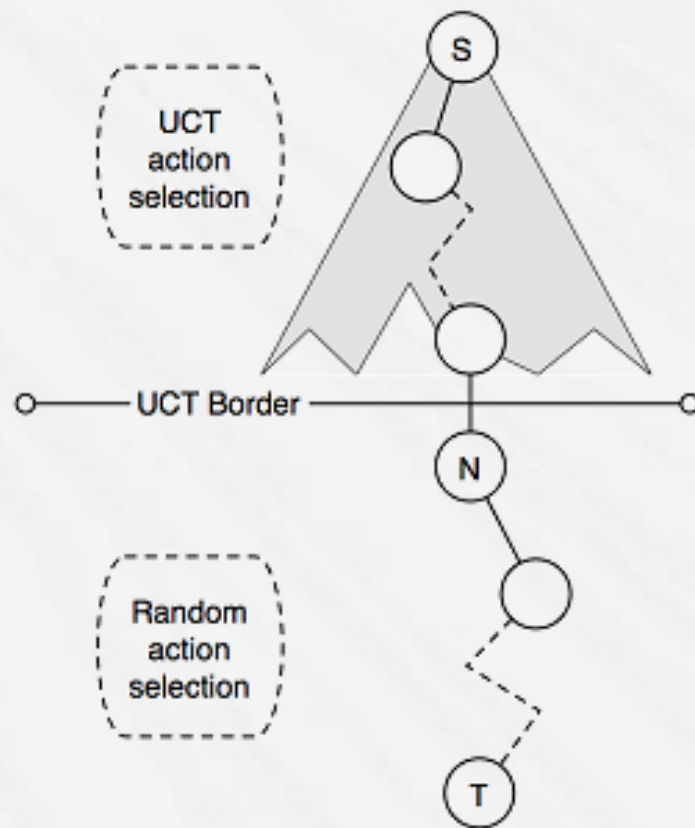 S
UCT
action
selection
UCT Border
N
Random
action
selection
T